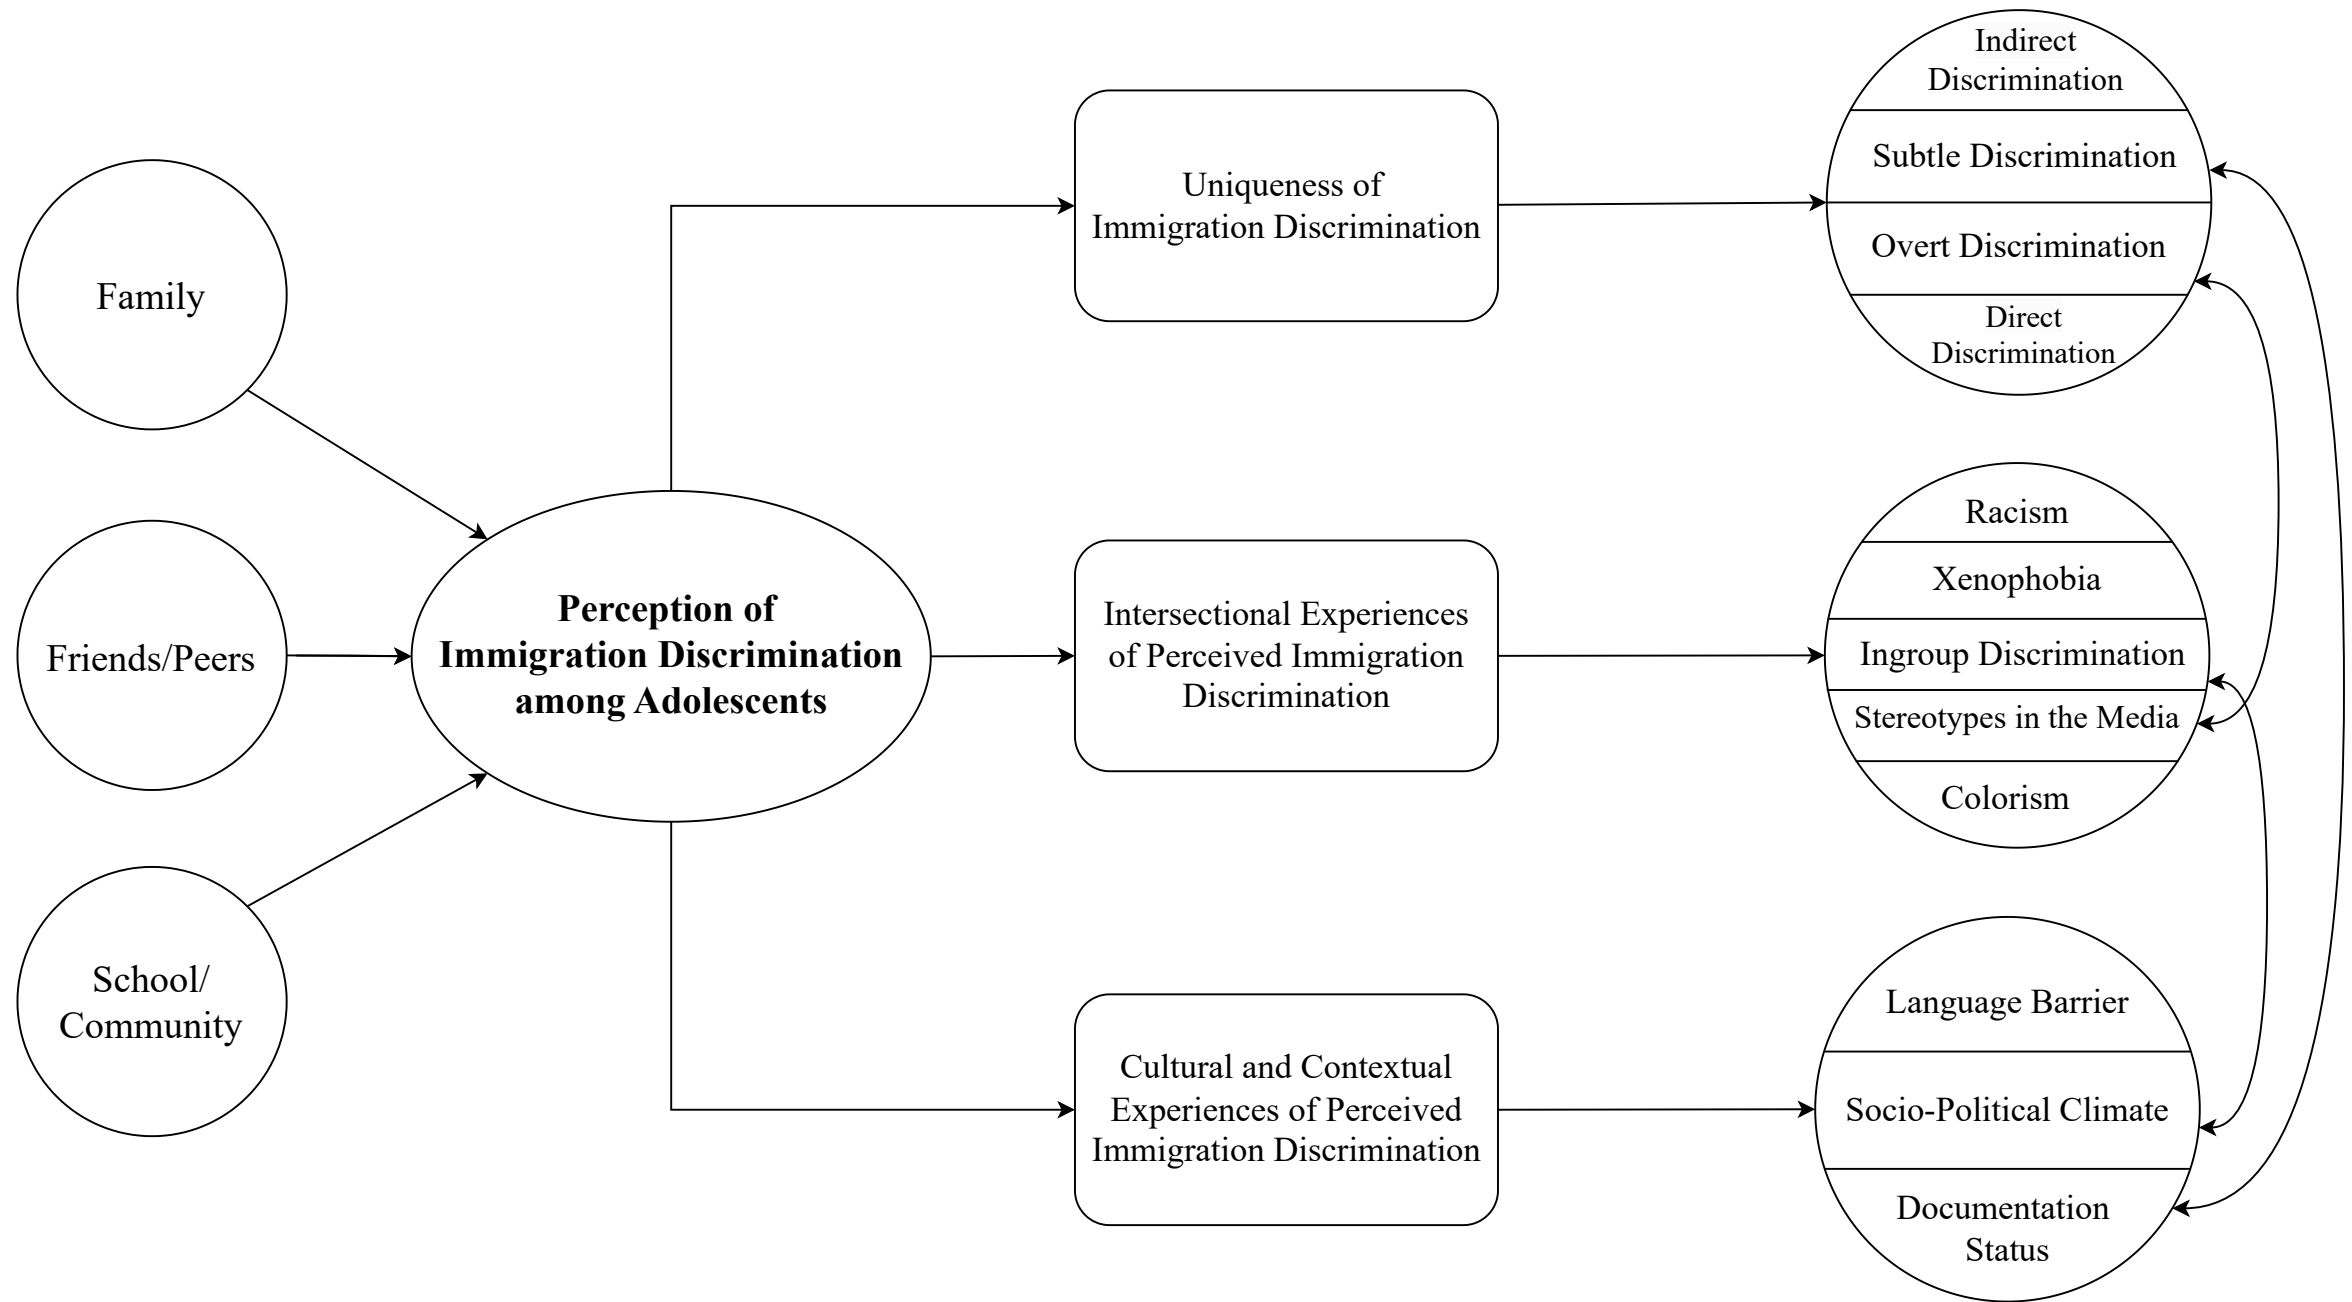 Family
Friends/Peers
School/
Community
Perception of
Immigration Discrimination
among Adolescents
Uniqueness of
Immigration Discrimination
Intersectional Experiences
of Perceived Immigration
Discrimination
Cultural and Contextual
Experiences of Perceived
Immigration Discrimination
Indirect
Discrimination
Subtle Discrimination
Overt Discrimination
Direct
Discrimination
Racism
Xenophobia
Ingroup Discrimination
Stereotypes in the Media
Colorism
Language Barrier
Socio-Political Climate
Documentation
Status